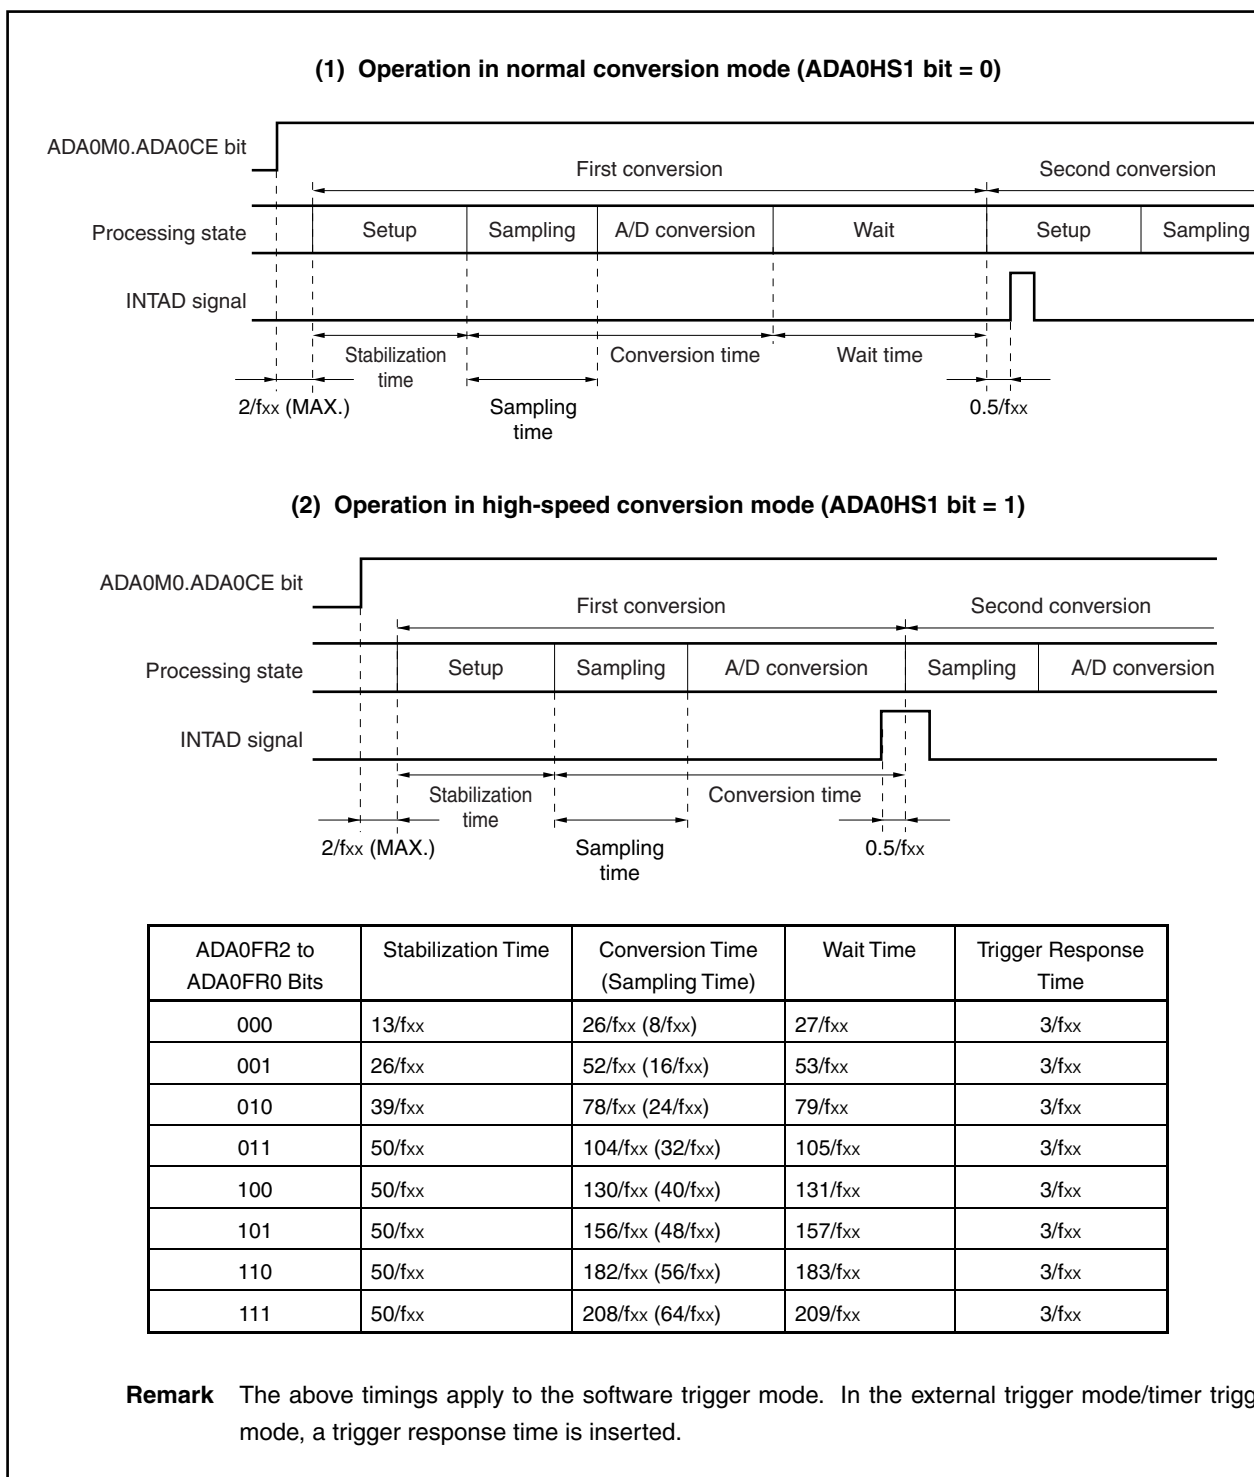 (1) Operation in normal conversion mode (ADA0HS1 bit = 0)
ADA0M0.ADA0CE bit
First conversion
Second conversion
Processing state
Setup
Sampling
A/D conversion
Wait
Setup
Sampling
INTAD signal
Stabilization
time
Conversion time
Wait time
2/fxx (MAX.)
Sampling
time
0.5/fxx
(2) Operation in high-speed conversion mode (ADA0HS1 bit = 1)
ADA0M0.ADA0CE bit
First conversion
Second conversion
Processing state
Setup
Sampling
A/D conversion
Sampling
A/D conversion
INTAD signal
Stabilization
time
Conversion time
2/fxx (MAX.)
Sampling
time
0.5/fxx
ADA0FR2 to
ADA0FR0 Bits
Stabilization Time
Conversion Time
(Sampling Time)
Wait Time
Trigger Response
Time
000 13/fxx 26/fxx (8/fxx) 27/fxx 3/fxx
001 26/fxx 52/fxx (16/fxx) 53/fxx 3/fxx
010 39/fxx 78/fxx (24/fxx) 79/fxx 3/fxx
011 50/fxx 104/fxx (32/fxx) 105/fxx 3/fxx
100 50/fxx 130/fxx (40/fxx) 131/fxx 3/fxx
101 50/fxx 156/fxx (48/fxx) 157/fxx 3/fxx
110 50/fxx 182/fxx (56/fxx) 183/fxx 3/fxx
111 50/fxx 208/fxx (64/fxx) 209/fxx 3/fxx
Remark The above timings apply to the software trigger mode. In the external trigger mode/timer trigg
mode, a trigger response time is inserted.